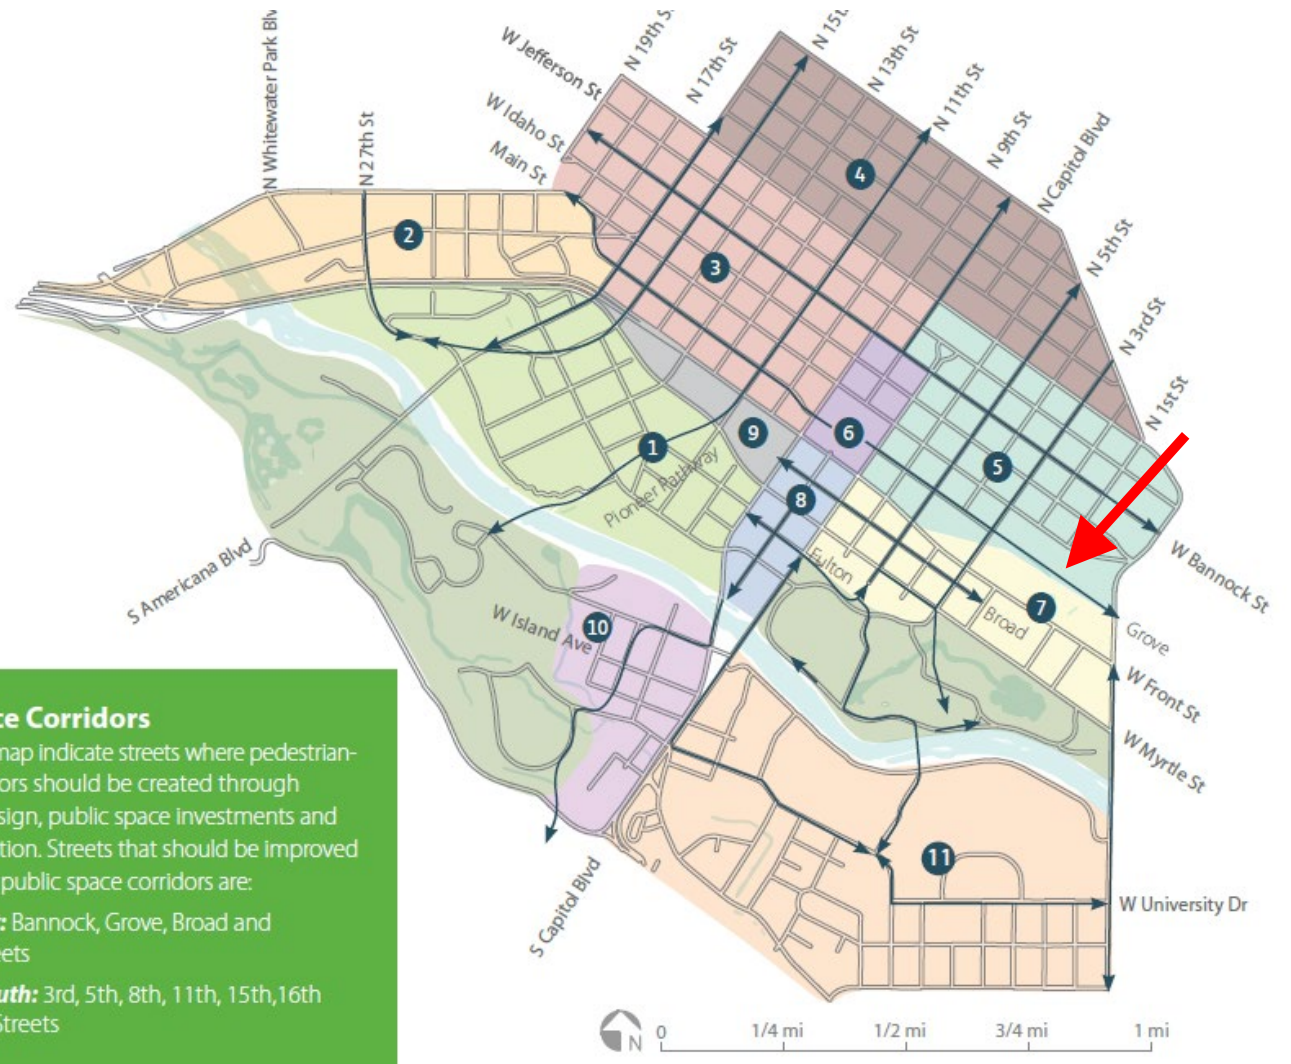 N Whitewater Park Blv
N 27th St
W Jefferson St
W Idaho St
Main St
N 19th S
N 17th St
N 15t
N 13th St
N 11th St
N 9th St
N Capitol Blvd
N 5th St
N 3rd St
N 1st St
4
2
3
9
6
1
5
8
Pioneer Pathway
Fulton
Broad
7
W Bannock St
Grove
W Front St
W Myrtle St
S Americana Blvd
W Island Ave
10
11
S Capitol Blvd
W University Dr
ce Corridors
map indicate streets where pedestrian-
ors should be created through
sign, public space investments and
tion. Streets that should be improved
public space corridors are:
: Bannock, Grove, Broad and
eets
uth: 3rd, 5th, 8th, 11th, 15th,16th
Streets
N
0 1/4 mi 1/2 mi 3/4 mi 1 mi